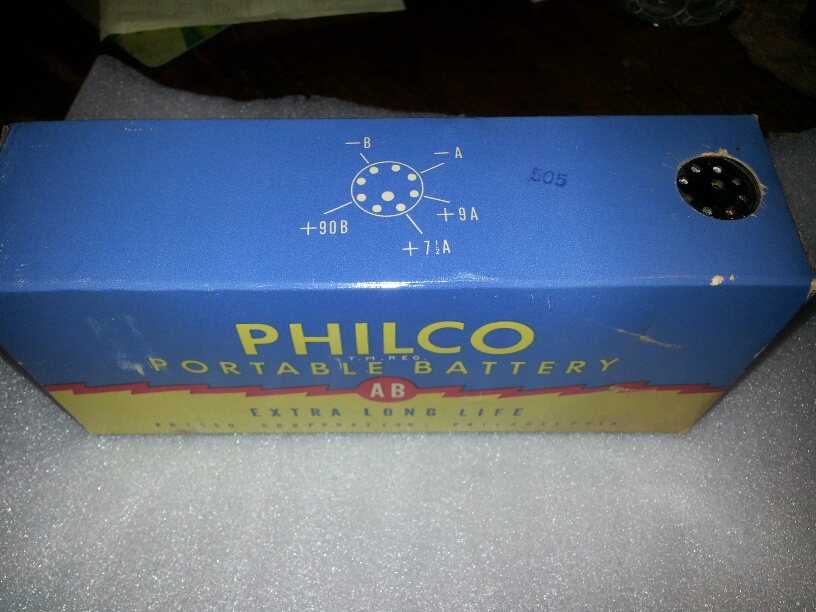 −B
−A
505
+9A
+90B
+7½A
PHILCO
T.M. REG.
PORTABLE BATTERY
AB
EXTRA LONG LIFE
PHILCO CORPORATION, PHILADELPHIA